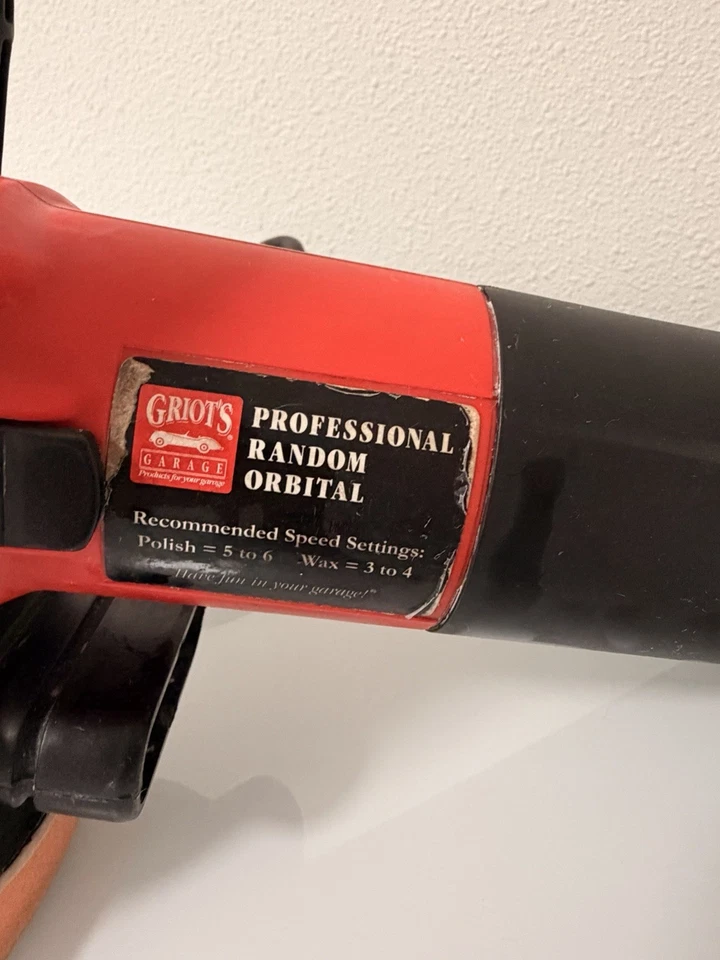 GRIOT'S®
GARAGE
Products for your garage
PROFESSIONAL
RANDOM
ORBITAL
Recommended Speed Settings:
Polish = 5 to 6 Wax = 3 to 4
Have fun in your garage!®